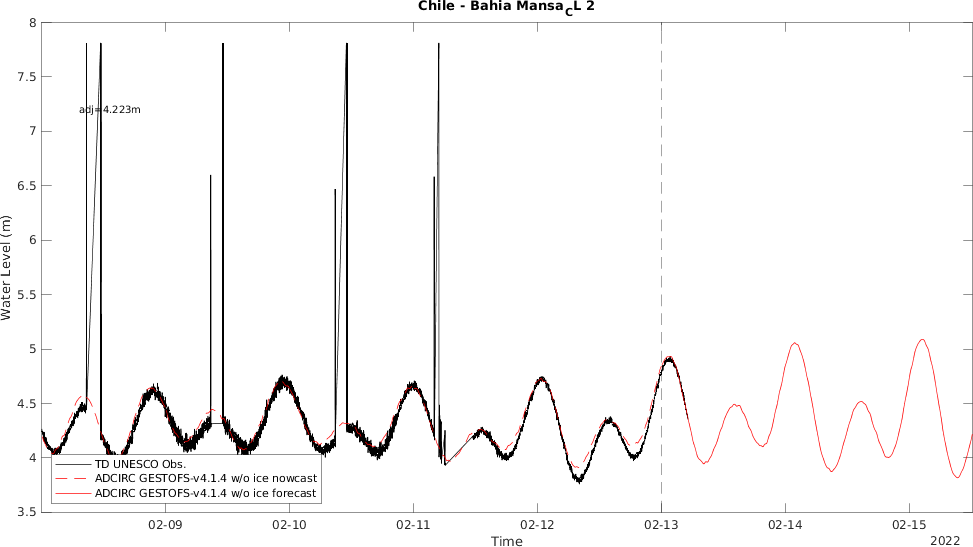 Chile - Bahia Mansa_CL 2
8
7.5
7
6.5
6
5.5
5
4.5
4
3.5
Water Level (m)
adj=4.223m
TD UNESCO Obs.
ADCIRC GESTOFS-v4.1.4 w/o ice nowcast
ADCIRC GESTOFS-v4.1.4 w/o ice forecast
02-09
02-10
02-11
02-12
02-13
02-14
02-15
Time
2022